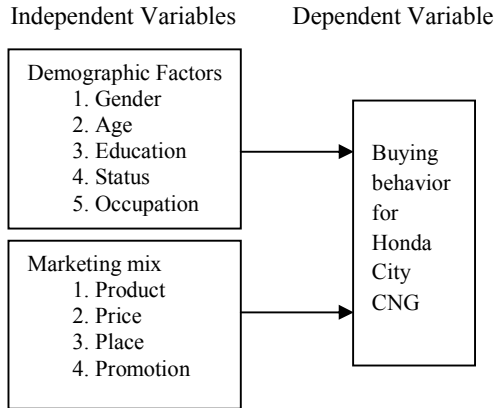 Independent Variables
Dependent Variable
Demographic Factors
1. Gender
2. Age
3. Education
4. Status
5. Occupation
Marketing mix
1. Product
2. Price
3. Place
4. Promotion
Buying
behavior
for
Honda
City
CNG